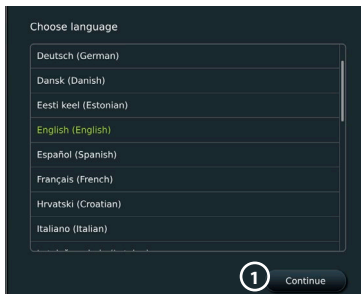 Choose language
Deutsch (German)
Dansk (Danish)
Eesti keel (Estonian)
English (English)
Español (Spanish)
Français (French)
Hrvatski (Croatian)
Italiano (Italian)
1 Continue